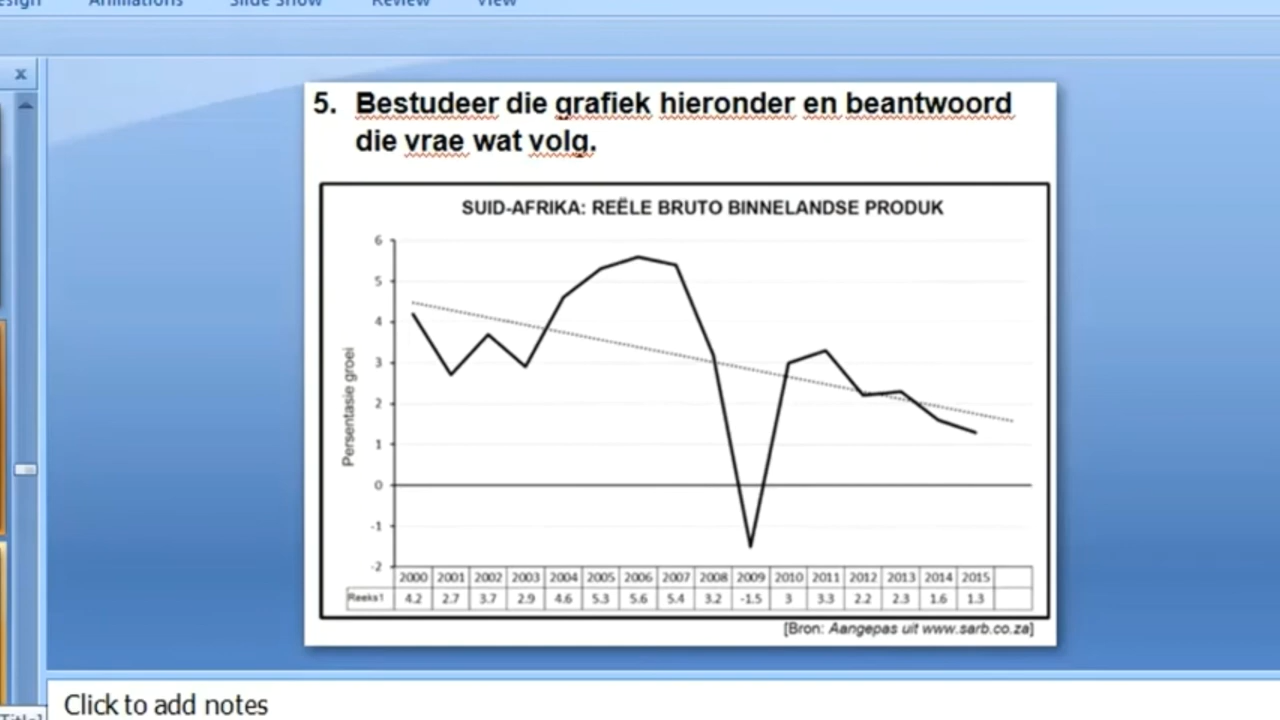 Animations Slide Show Review View
5. Bestudeer die grafiek hieronder en beantwoord
die vrae wat volg.
SUID-AFRIKA: REËLE BRUTO BINNELANDSE PRODUK
Persentasie groei
6
5
4
3
2
1
0
-1
-2
2000 2001 2002 2003 2004 2005 2006 2007 2008 2009 2010 2011 2012 2013 2014 2015
Reeks1 4.2 2.7 3.7 2.9 4.6 5.3 5.6 5.4 3.2 -1.5 3 3.3 2.2 2.3 1.6 1.3
[Bron: Aangepas uit www.sarb.co.za]
Click to add notes